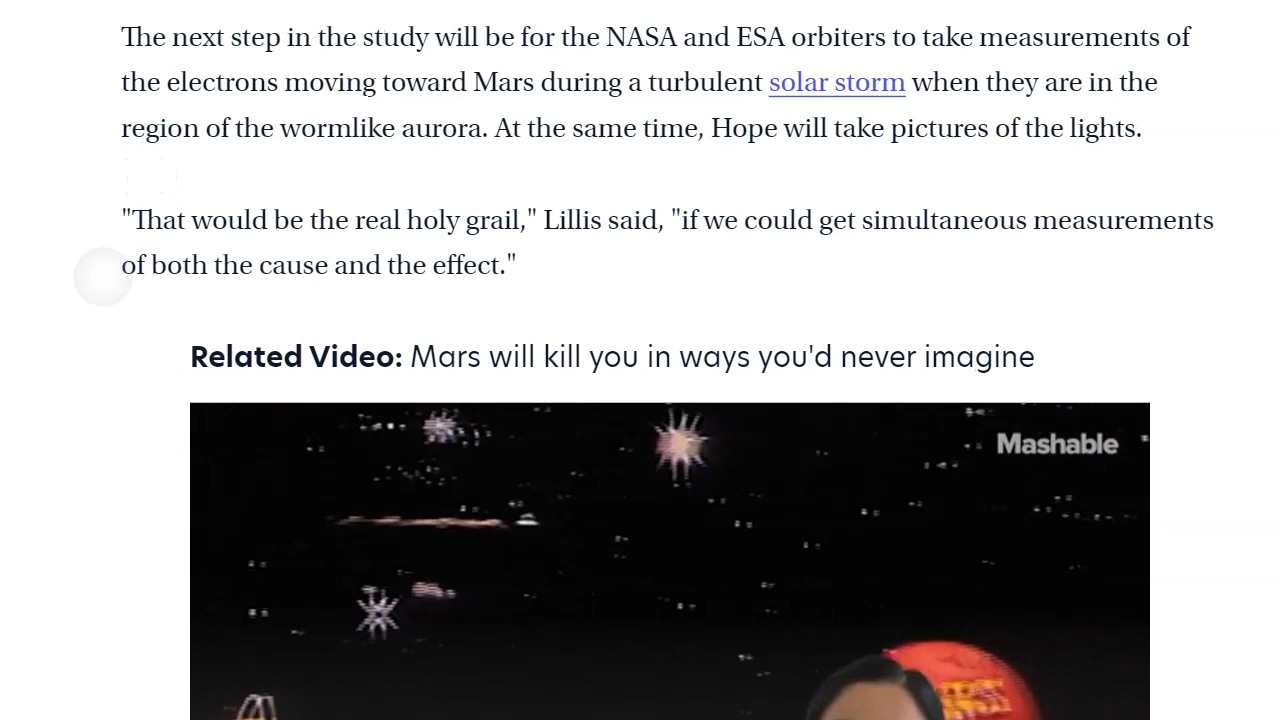 The next step in the study will be for the NASA and ESA orbiters to take measurements of
the electrons moving toward Mars during a turbulent solar storm when they are in the
region of the wormlike aurora. At the same time, Hope will take pictures of the lights.
"That would be the real holy grail," Lillis said, "if we could get simultaneous measurements
of both the cause and the effect."
Related Video: Mars will kill you in ways you'd never imagine
Mashable